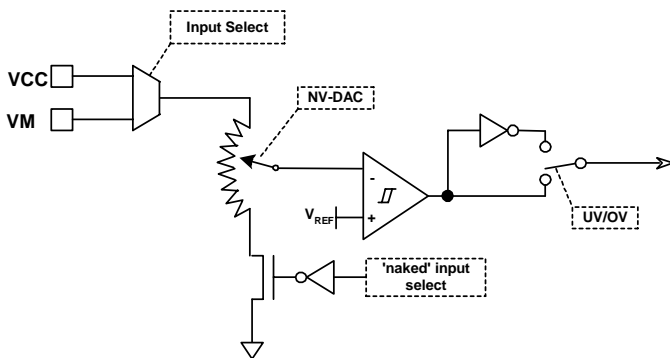 Input Select
VCC
VM
NV-DAC
-
VREF
+
UV/OV
'naked' input
select